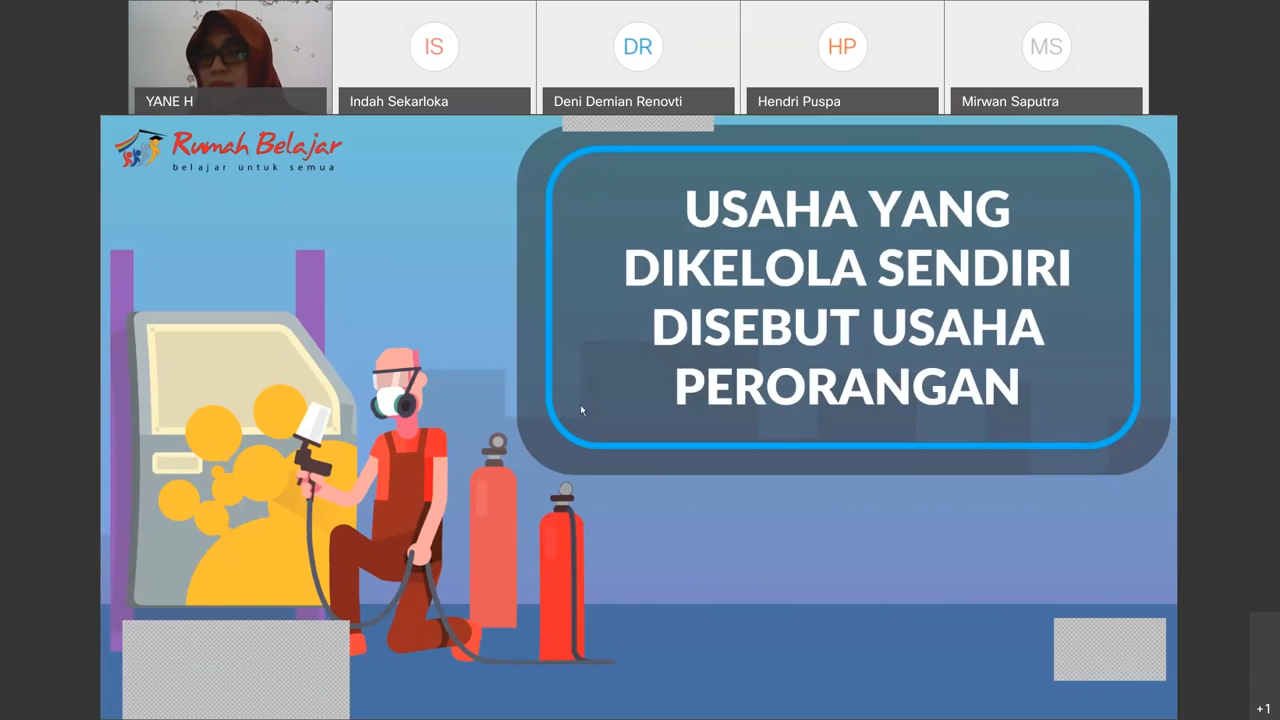 IS
DR
HP
MS
YANE H
Indah Sekarloka
Deni Demian Renovti
Hendri Puspa
Mirwan Saputra
Rumah Belajar
belajar untuk semua
USAHA YANG
DIKELOLA SENDIRI
DISEBUT USAHA
PERORANGAN
+1